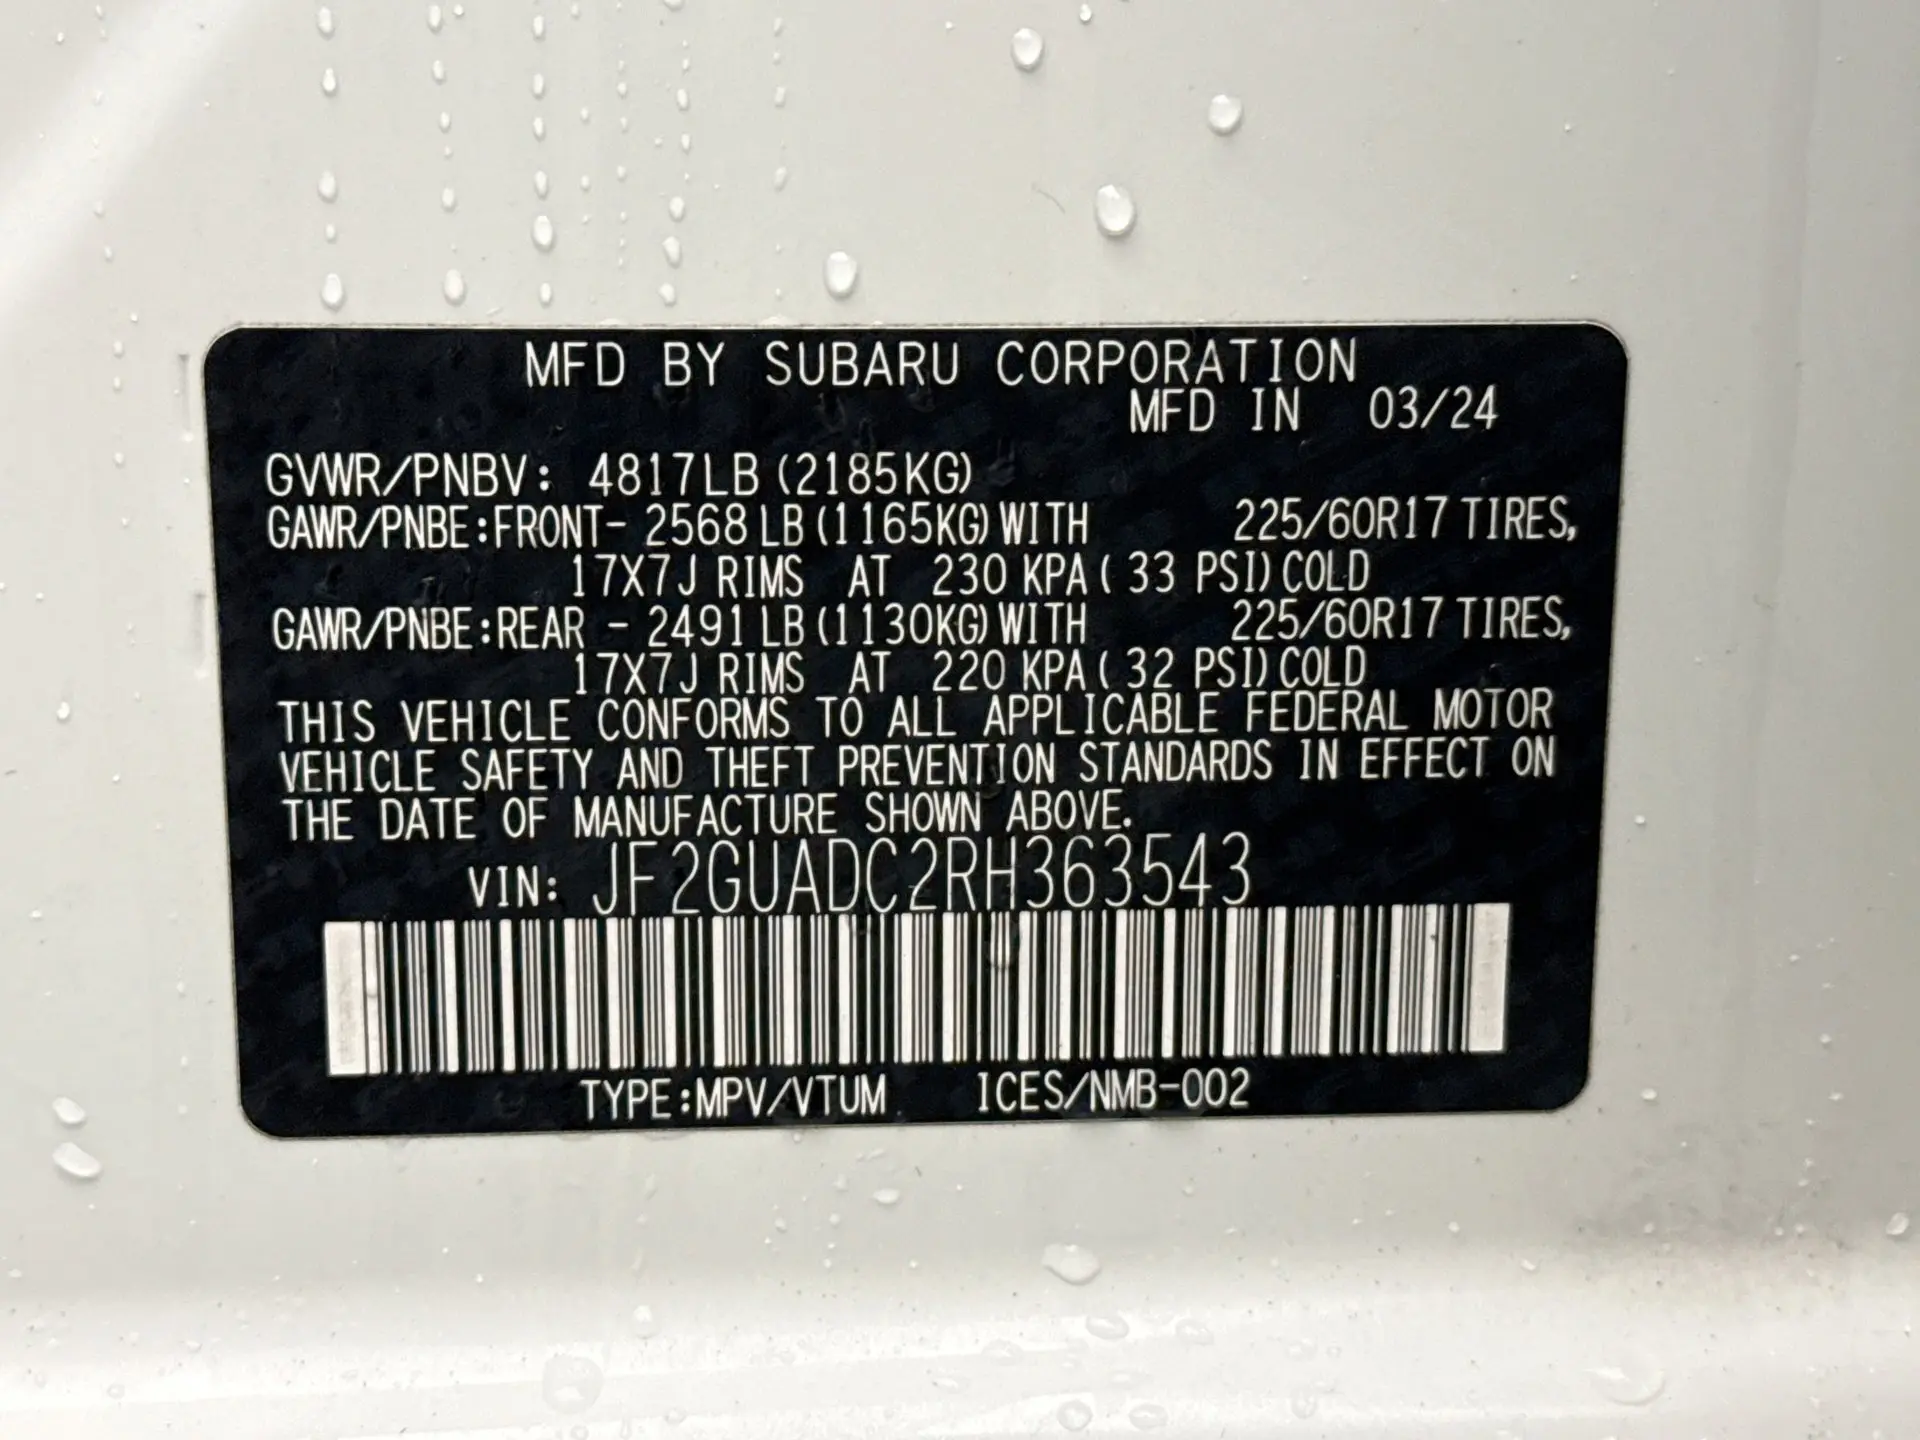 MFD BY SUBARU CORPORATION
MFD IN 03/24
GVWR/PNBV: 4817LB (2185KG)
GAWR/PNBE:FRONT- 2568 LB (1165KG) WITH 225/60R17 TIRES,
17X7J RIMS AT 230 KPA ( 33 PSI) COLD
GAWR/PNBE:REAR - 2491 LB (1130KG) WITH 225/60R17 TIRES,
17X7J RIMS AT 220 KPA ( 32 PSI) COLD
THIS VEHICLE CONFORMS TO ALL APPLICABLE FEDERAL MOTOR
VEHICLE SAFETY AND THEFT PREVENTION STANDARDS IN EFFECT ON
THE DATE OF MANUFACTURE SHOWN ABOVE.
VIN: JF2GUADC2RH363543
TYPE:MPV/VTUM ICES/NMB-002